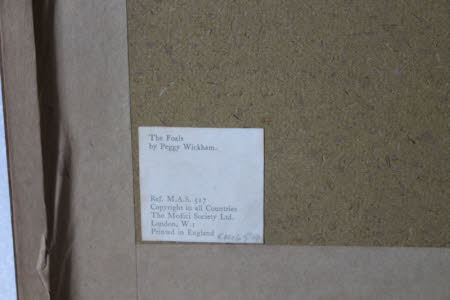 The Foals
by Peggy Wickham.
Ref. M.A.S. 517
Copyright in all Countries
The Medici Society Ltd.
London, W.1
Printed in England